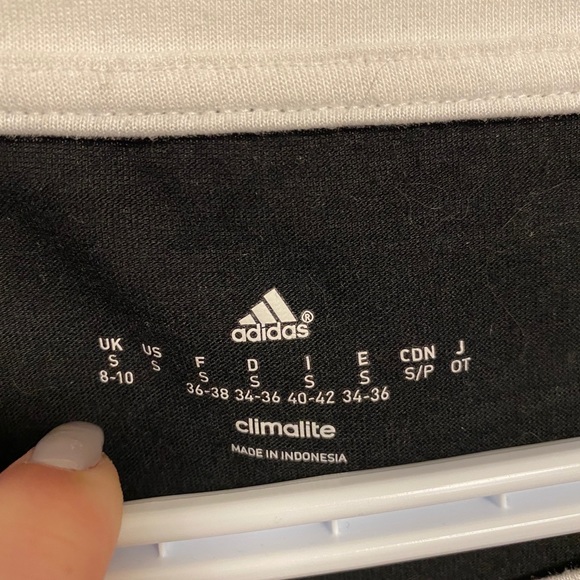 adidas®
UK US F D I E CDN J
S S S S S S S/P OT
8-10 36-38 34-36 40-42 34-36
climalite
MADE IN INDONESIA